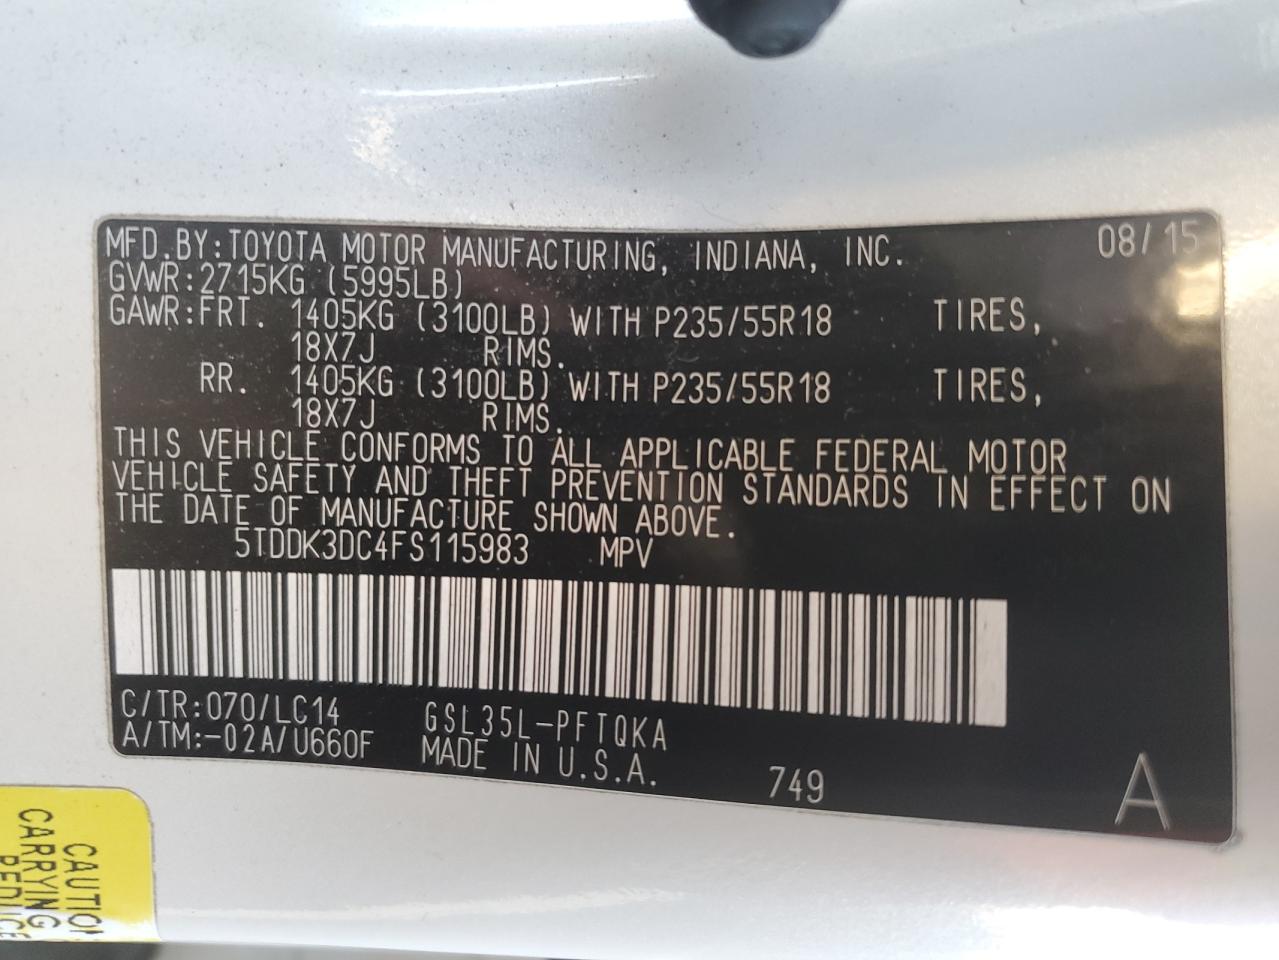 MFD.BY:TOYOTA MOTOR MANUFACTURING, INDIANA, INC. 08/15
GVWR:2715KG (5995LB)
GAWR:FRT. 1405KG (3100LB) WITH P235/55R18 TIRES,
18X7J RIMS.
RR. 1405KG (3100LB) WITH P235/55R18 TIRES,
18X7J RIMS.
THIS VEHICLE CONFORMS TO ALL APPLICABLE FEDERAL MOTOR
VEHICLE SAFETY AND THEFT PREVENTION STANDARDS IN EFFECT ON
THE DATE OF MANUFACTURE SHOWN ABOVE.
5TDDK3DC4FS115983 MPV
C/TR:070/LC14 GSL35L-PFTQKA
A/TM:-02A/U660F MADE IN U.S.A.
749 A
CAUTION
CARRYING
REDUCE